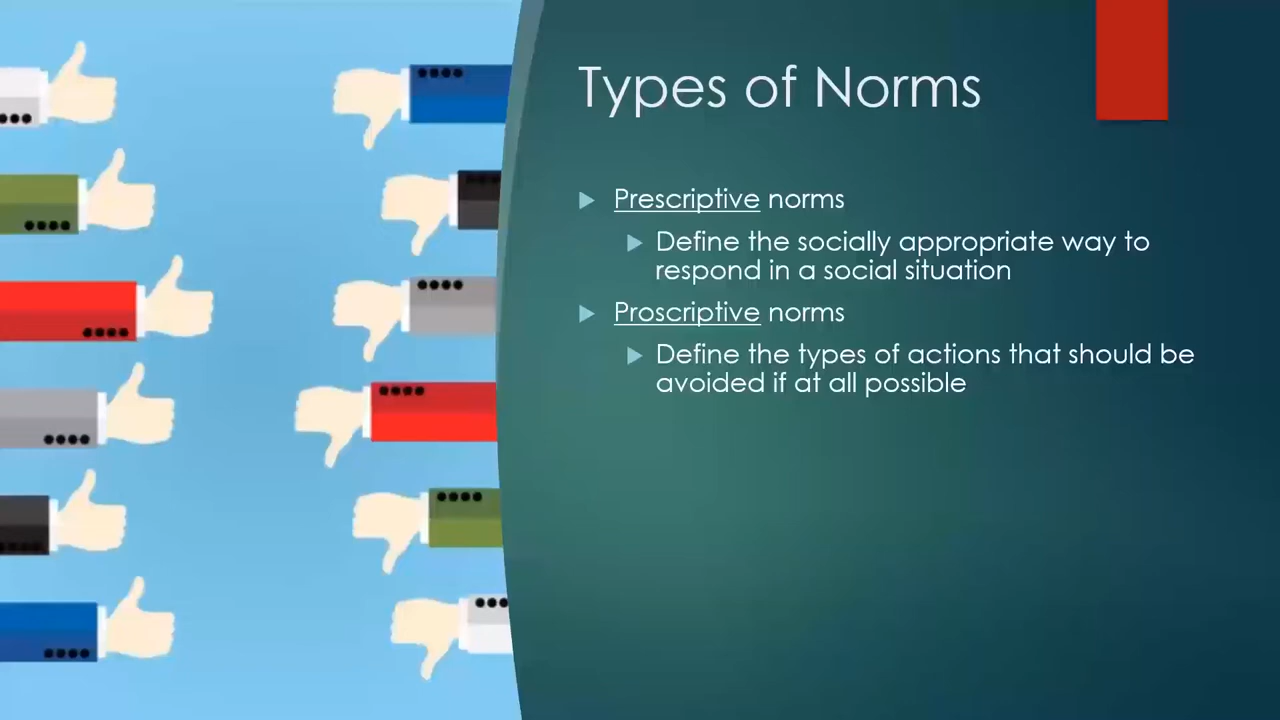 Types of Norms
Prescriptive norms
Define the socially appropriate way to
respond in a social situation
Proscriptive norms
Define the types of actions that should be
avoided if at all possible